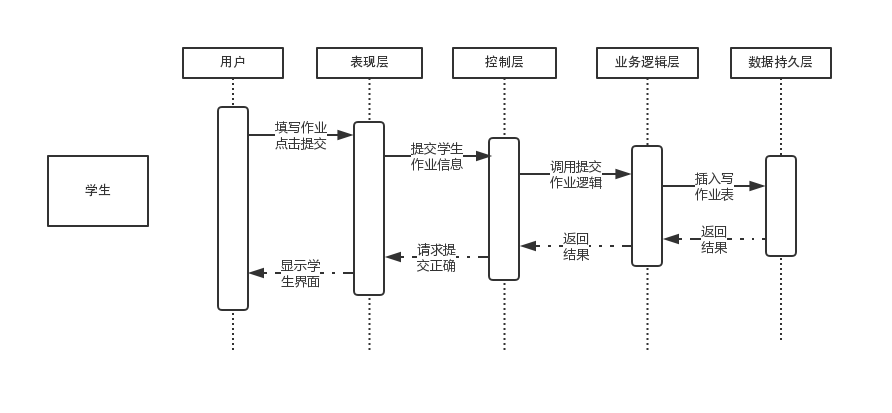 用户
表现层
控制层
业务逻辑层
数据持久层
学生
填写作业
点击提交
提交学生
作业信息
调用提交
作业逻辑
插入写
作业表
返回
结果
返回
结果
请求提
交正确
显示学
生界面